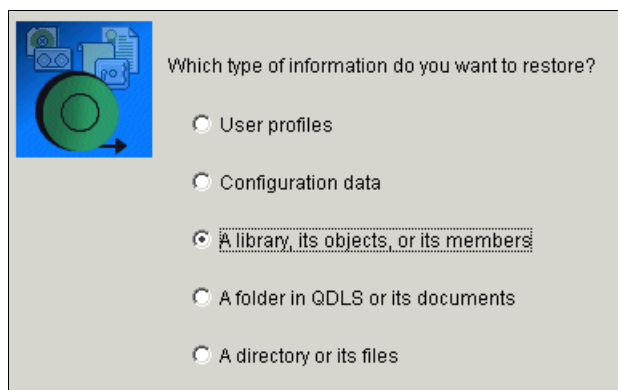 Which type of information do you want to restore?
User profiles
Configuration data
A library, its objects, or its members
A folder in QDLS or its documents
A directory or its files